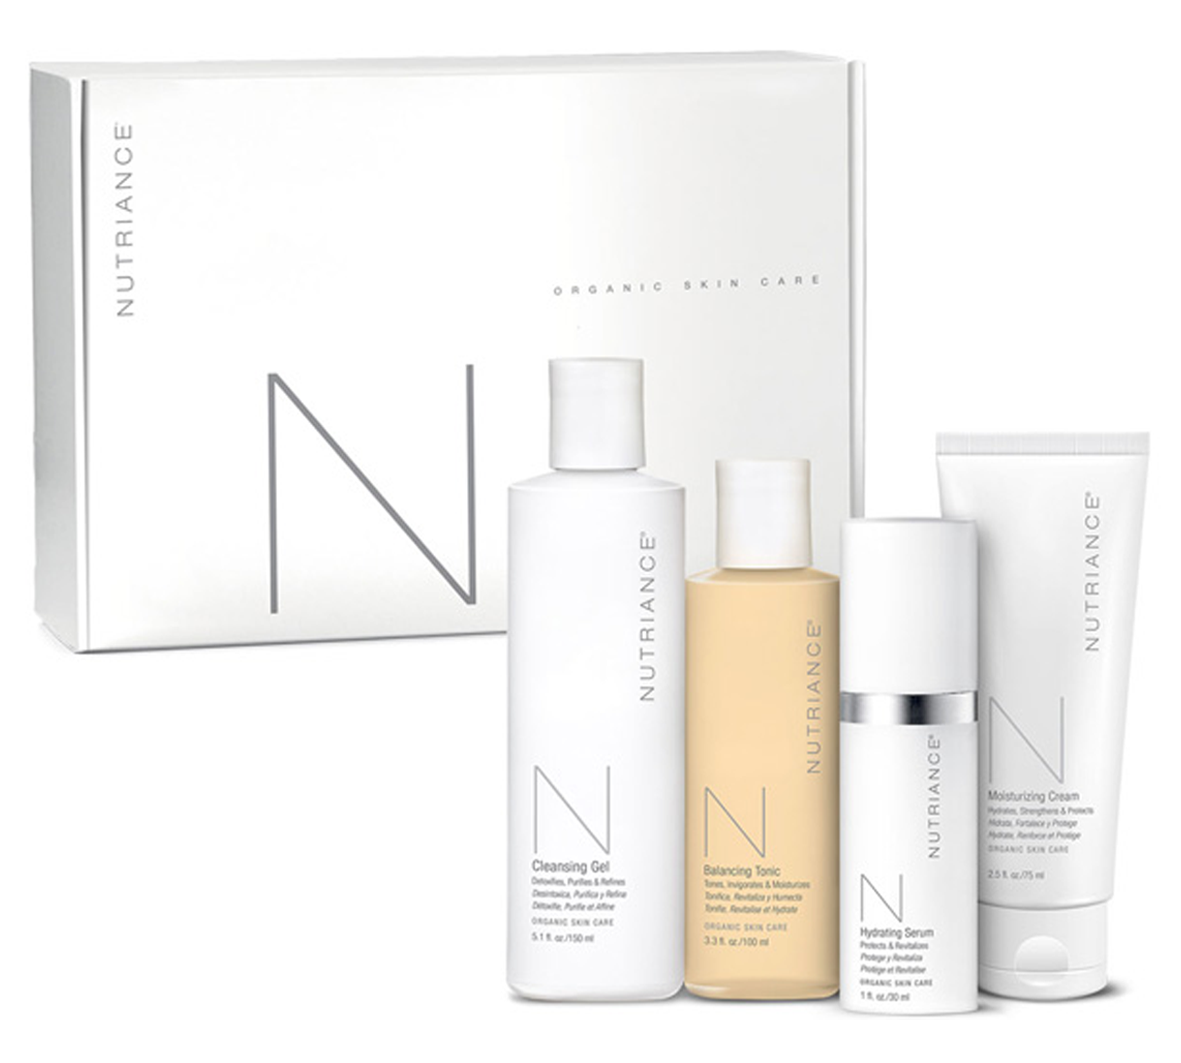 NUTRIANCE
ORGANIC SKIN CARE
N
NUTRIANCE®
N
Cleansing Gel
Detoxifies, Purifies & Refines
Desintoxica, Purifica y Refina
Détoxifie, Purifie et Affine
ORGANIC SKIN CARE
5.1 fl. oz./150 ml
NUTRIANCE®
N
Balancing Tonic
Tones, Invigorates & Moisturizes
Tonifica, Revitaliza y Humecta
Tonifie, Revitalise et Hydrate
ORGANIC SKIN CARE
3.3 fl. oz./100 ml
NUTRIANCE®
N
Hydrating Serum
Protects & Revitalizes
Protege y Revitaliza
Protège et Revitalise
ORGANIC SKIN CARE
1 fl. oz./30 ml
NUTRIANCE®
N
Moisturizing Cream
Hydrates, Strengthens & Protects
Hidrata, Fortalece y Protege
Hydrate, Renforce et Protège
ORGANIC SKIN CARE
2.5 fl. oz./75 ml